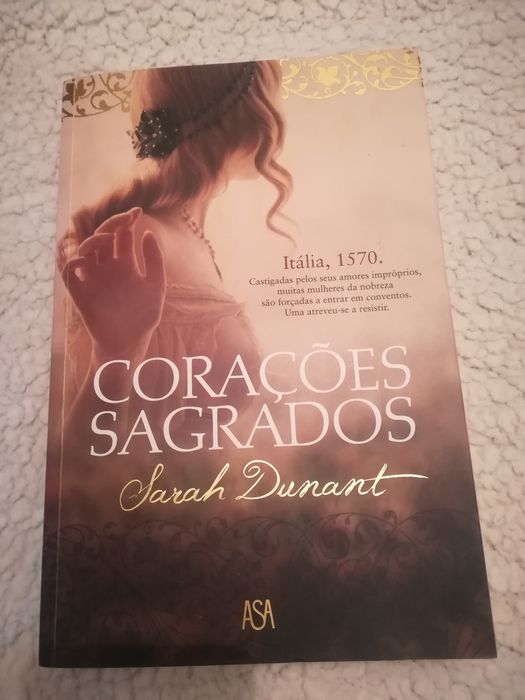 Itália, 1570.
Castigadas pelos seus amores impróprios,
muitas mulheres da nobreza
são forçadas a entrar em conventos.
Uma atreveu-se a resistir.
CORAÇÕES
SAGRADOS
Sarah Dunant
ASA